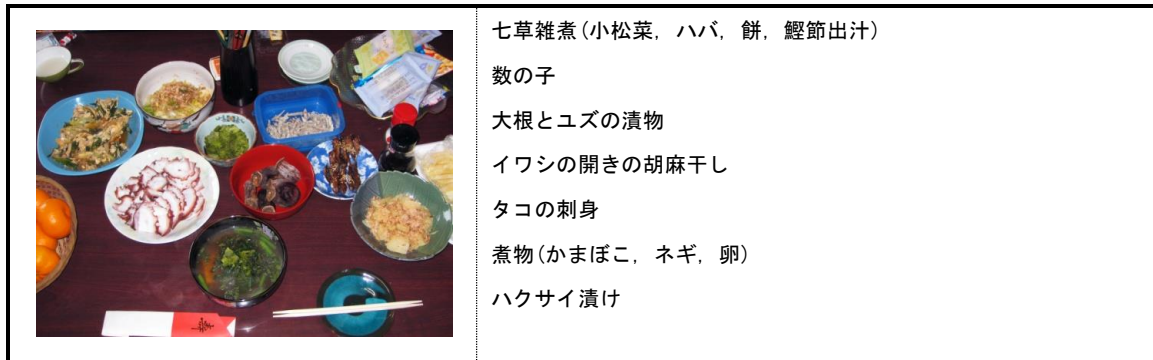 七草雑煮(小松菜, ハバ, 餅, 鰹節出汁)
数の子
大根とユズの漬物
イワシの開きの胡麻干し
タコの刺身
煮物(かまぼこ, ネギ, 卵)
ハクサイ漬け